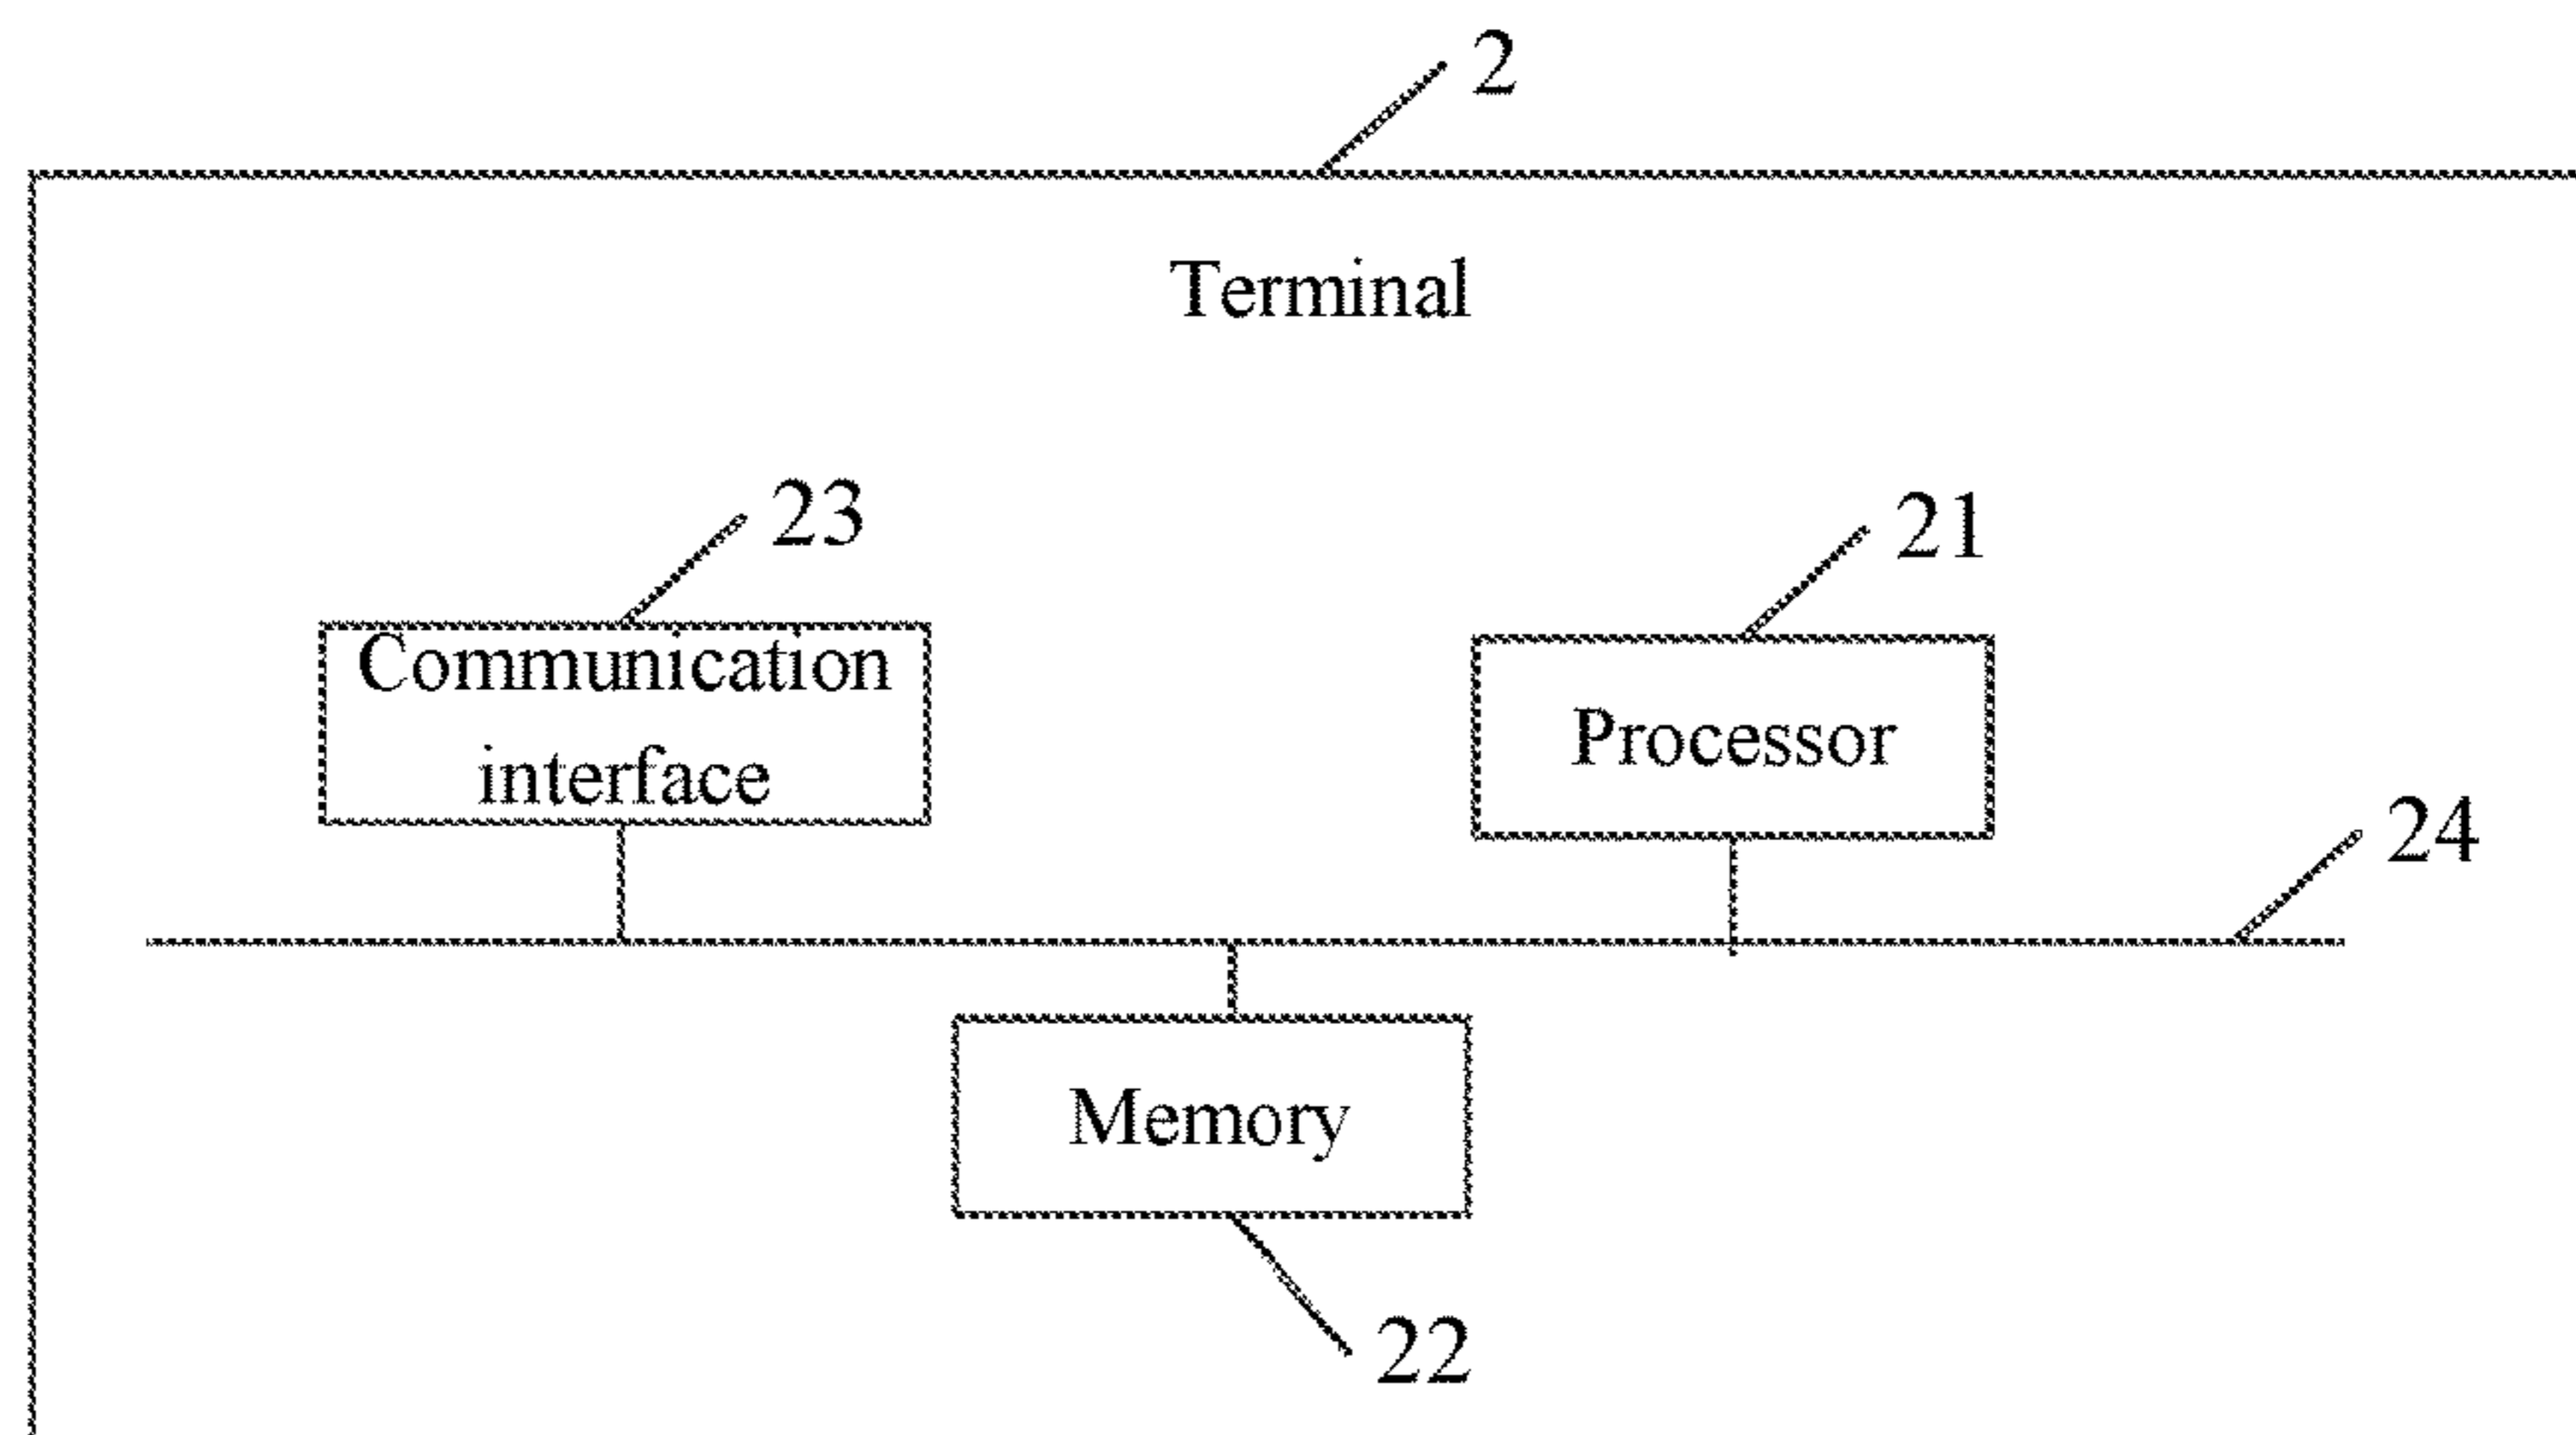 2
Terminal
23
21
Communication
interface
Processor
24
Memory
22